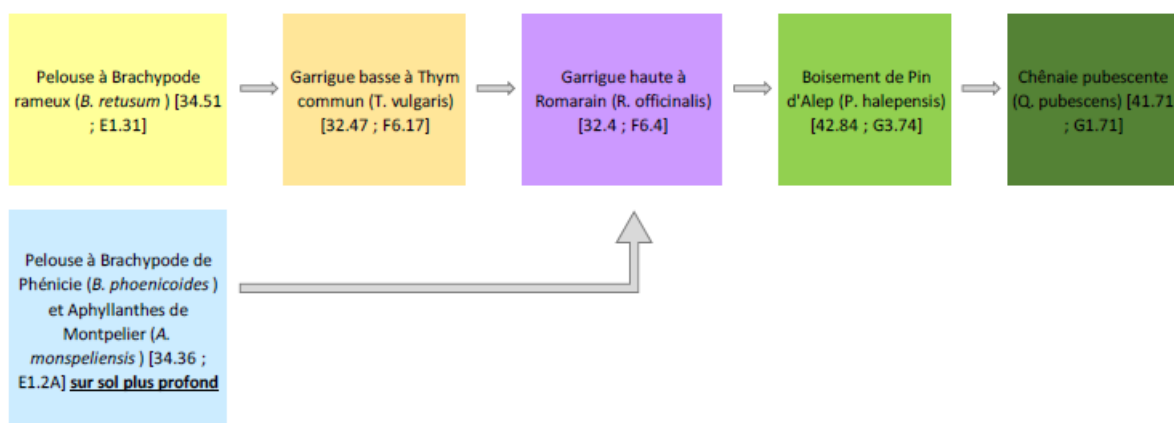 Pelouse à Brachypode
rameux (B. retusum ) [34.51
; E1.31]
Garrigue basse à Thym
commun (T. vulgaris)
[32.47 ; F6.17]
Garrigue haute à
Romarain (R. officinalis)
[32.4 ; F6.4]
Boisement de Pin
d'Alep (P. halepensis)
[42.84 ; G3.74]
Chênaie pubescente
(Q. pubescens) [41.71
; G1.71]
Pelouse à Brachypode de
Phénicie (B. phoenicoides )
et Aphyllanthes de
Montpelier (A.
monspeliensis ) [34.36 ;
E1.2A] sur sol plus profond